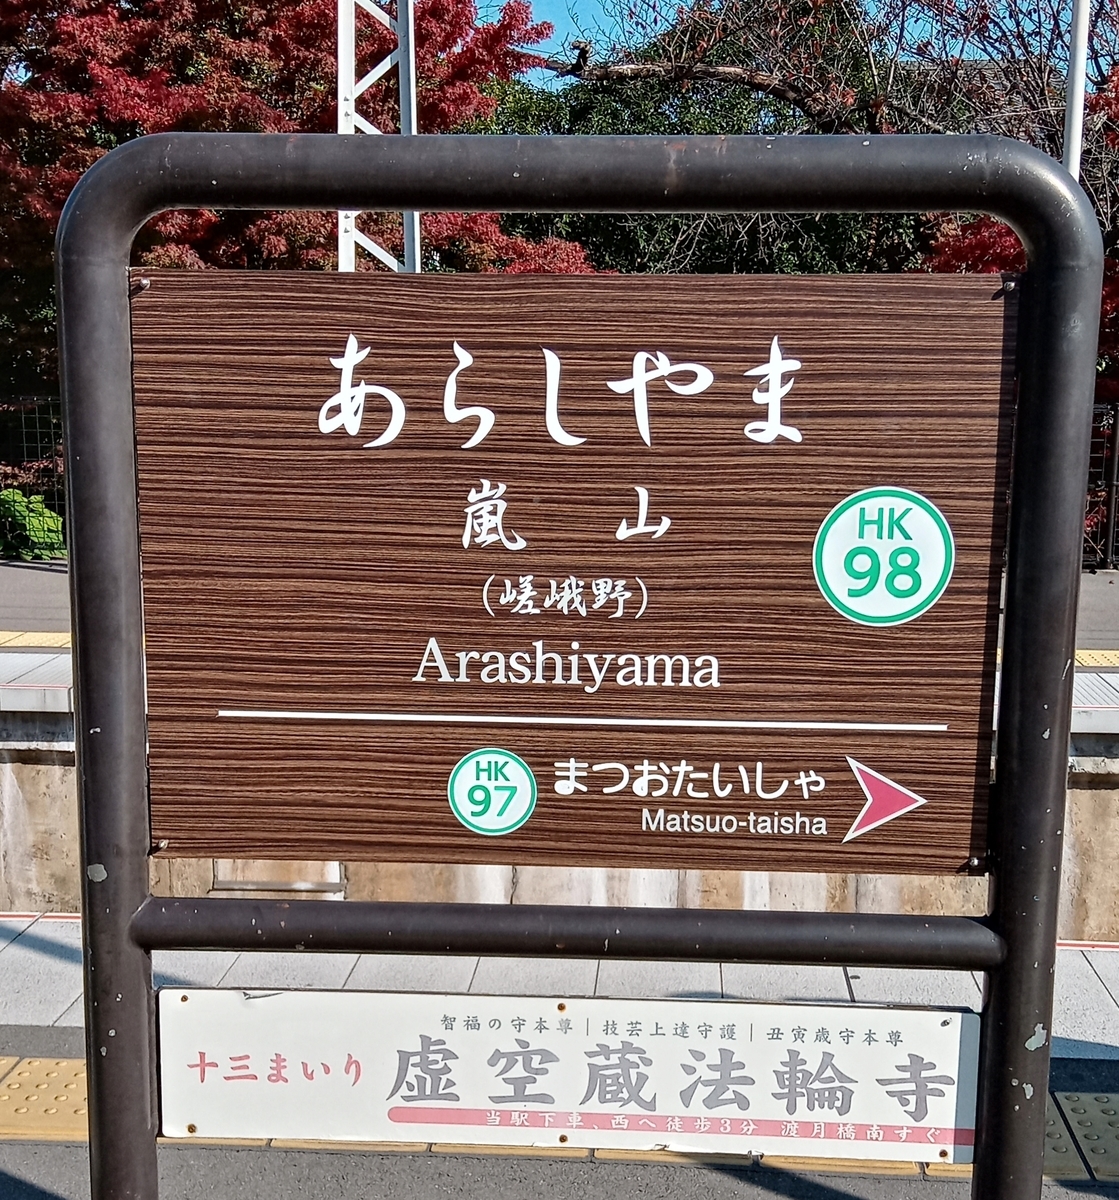 あらしやま
嵐山
(嵯峨野)
HK
98
Arashiyama
HK
97
まつおたいしゃ
Matsuo-taisha
智福の守本尊｜技芸上達守護｜丑寅歳守本尊
十三まいり
虚空蔵法輪寺
当駅下車、西へ徒歩3分 渡月橋南すぐ